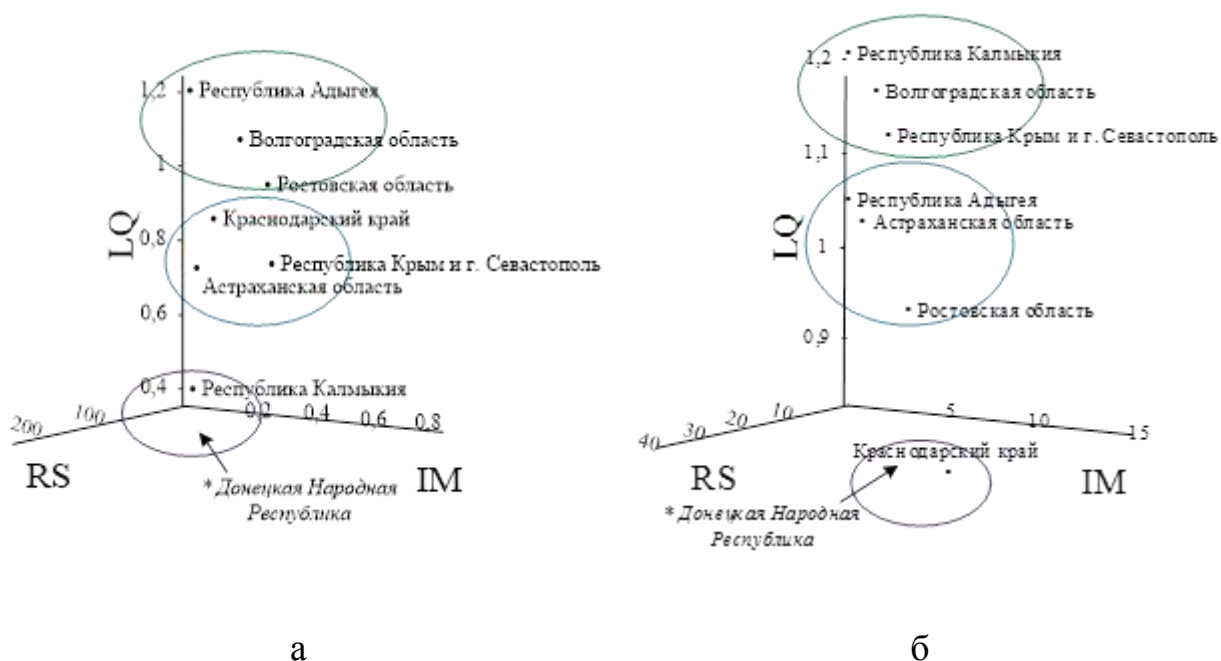 1,2
Республика Адыгея
Волгоградская область
1
Ростовская область
Краснодарский край
LQ
0,8
Республика Крым и г. Севастополь
Астраханская область
0,6
0,4
Республика Калмыкия
200
100
0,2
0,4
0,6
0,8
RS
IM
* Донецкая Народная
Республика
а
1,2
Республика Калмыкия
Волгоградская область
Республика Крым и г. Севастополь
1,1
Республика Адыгея
Астраханская область
LQ
1
Ростовская область
0,9
40
30
20
10
5
10
15
Краснодарский край
RS
IM
* Донецкая Народная
Республика
б